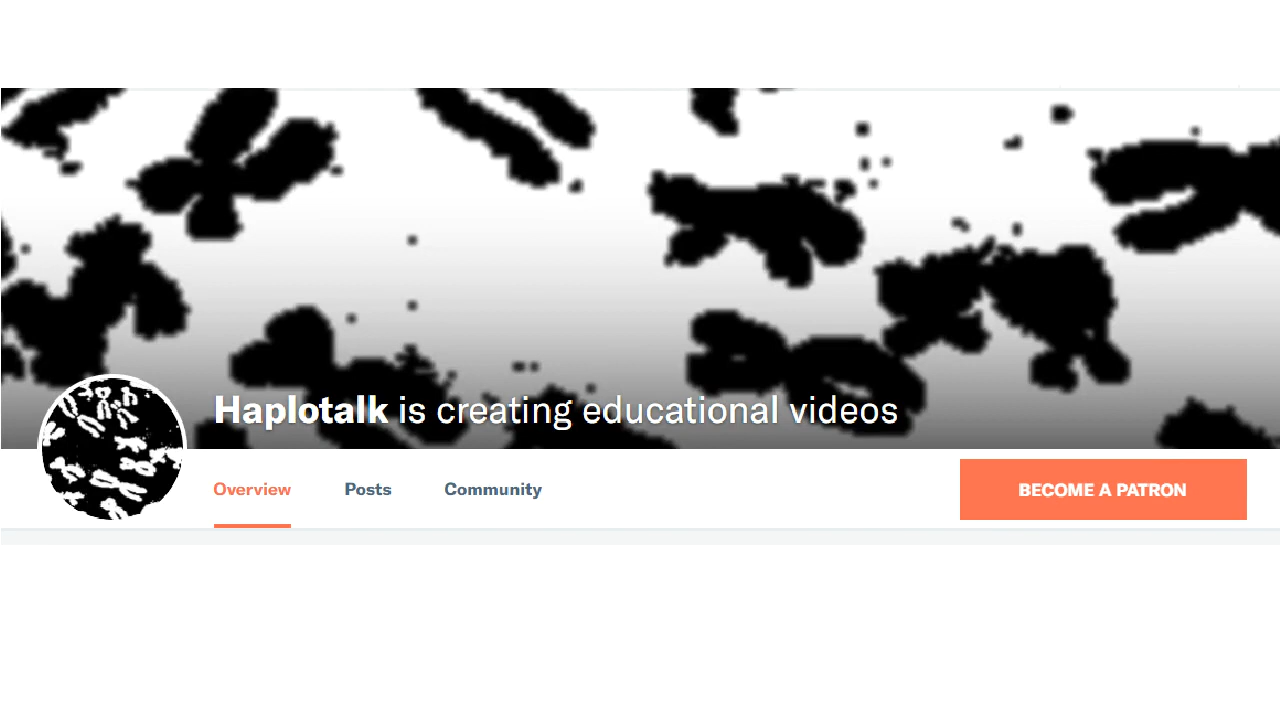 Haplotalk is creating educational videos
Overview Posts Community
BECOME A PATRON